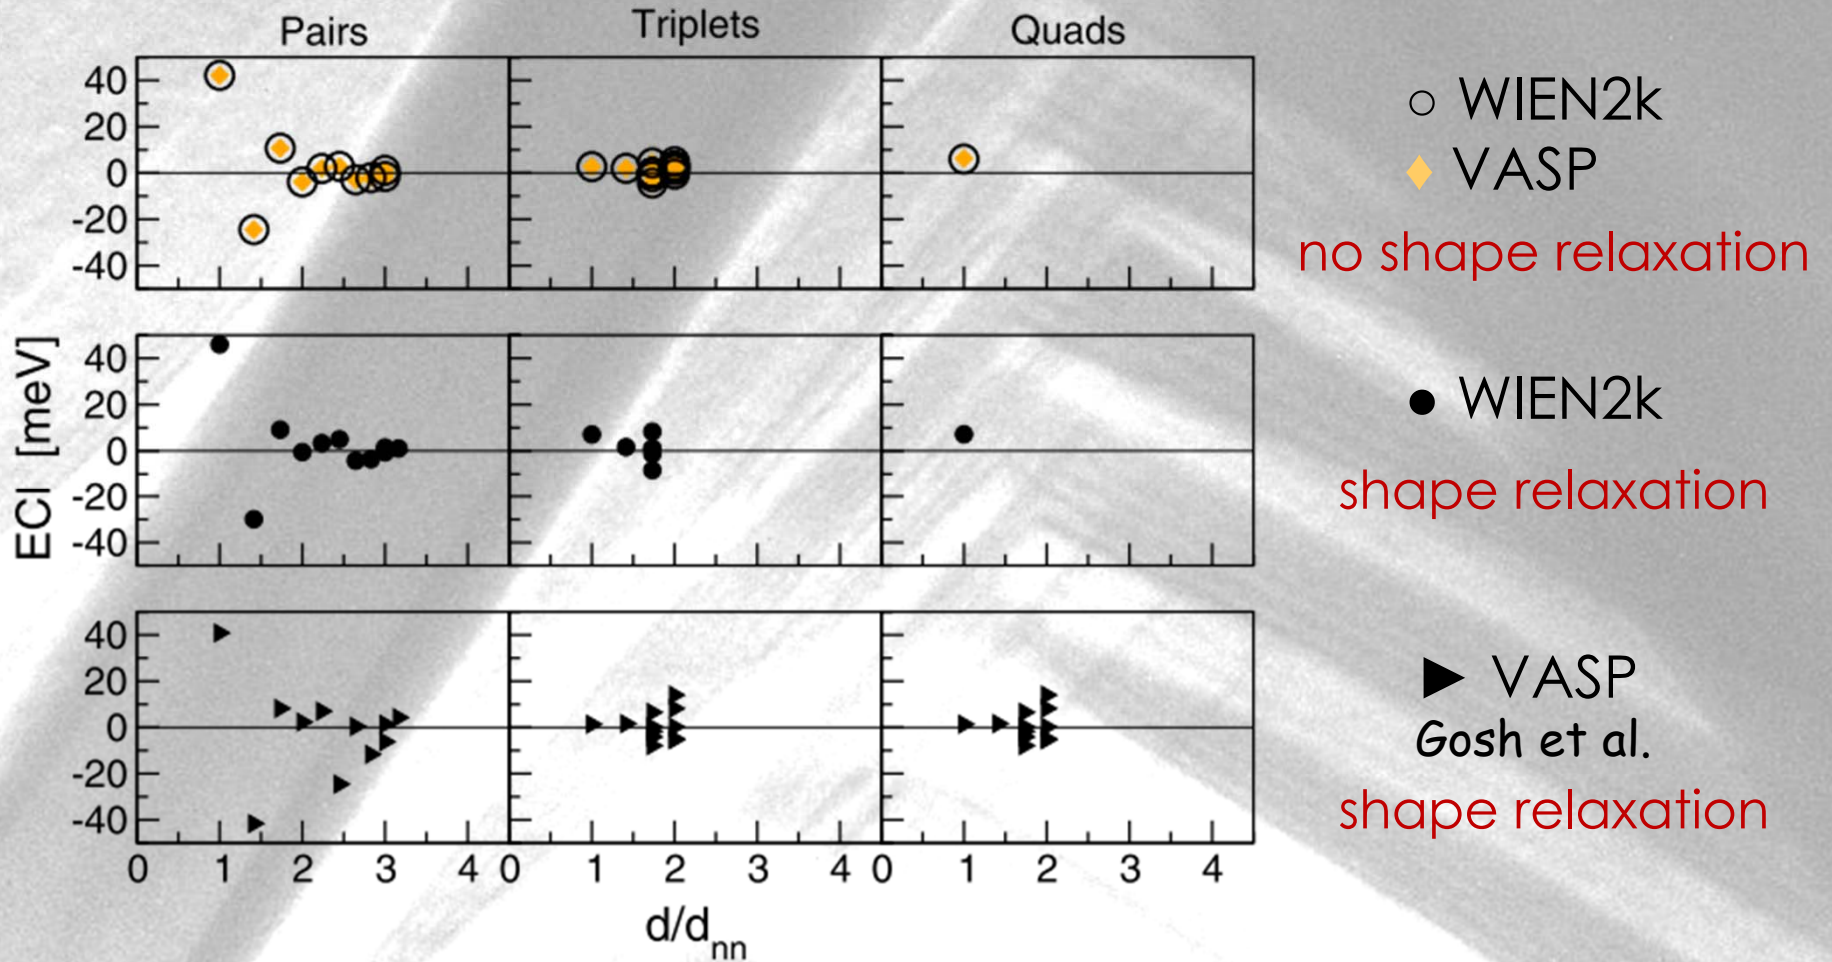 Pairs Triplets Quads
40
20
0
-20
-40
○ WIEN2k
VASP
no shape relaxation
ECI [meV]
40
20
0
-20
-40
WIEN2k
shape relaxation
40
20
0
-20
-40
VASP
Gosh et al.
shape relaxation
0 1 2 3 4 0 1 2 3 4 0 1 2 3 4
d/dnn